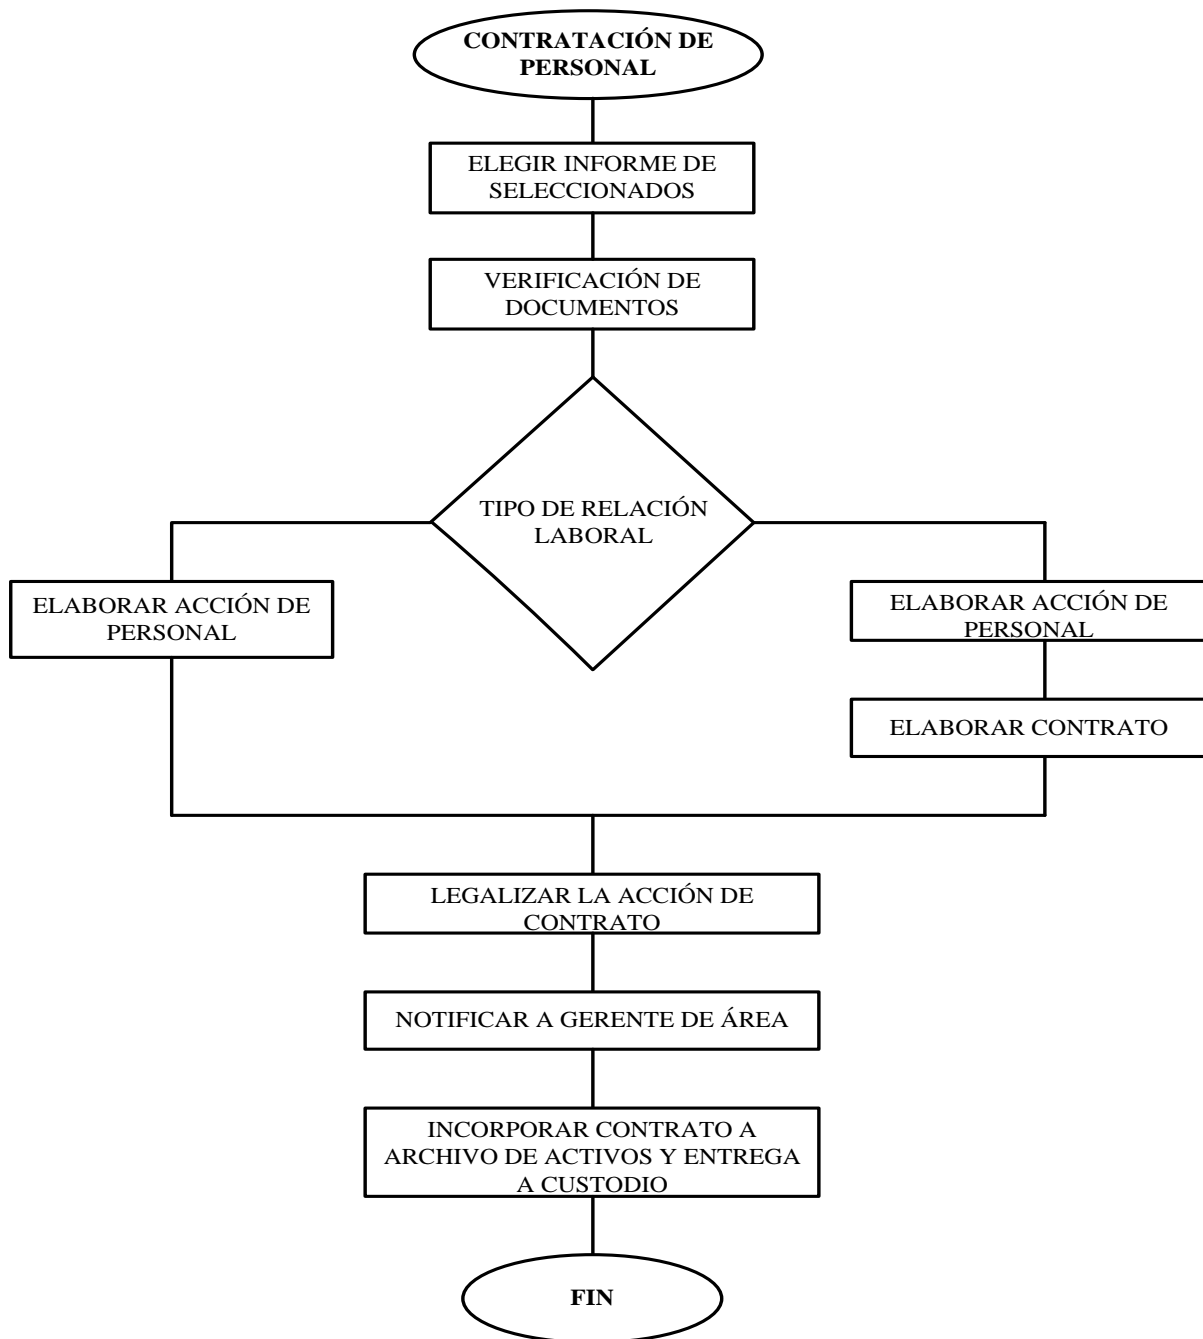 CONTRATACIÓN DE
PERSONAL
ELEGIR INFORME DE
SELECCIONADOS
VERIFICACIÓN DE
DOCUMENTOS
TIPO DE RELACIÓN
LABORAL
ELABORAR ACCIÓN DE
PERSONAL
ELABORAR ACCIÓN DE
PERSONAL
ELABORAR CONTRATO
LEGALIZAR LA ACCIÓN DE
CONTRATO
NOTIFICAR A GERENTE DE ÁREA
INCORPORAR CONTRATO A
ARCHIVO DE ACTIVOS Y ENTREGA
A CUSTODIO
FIN